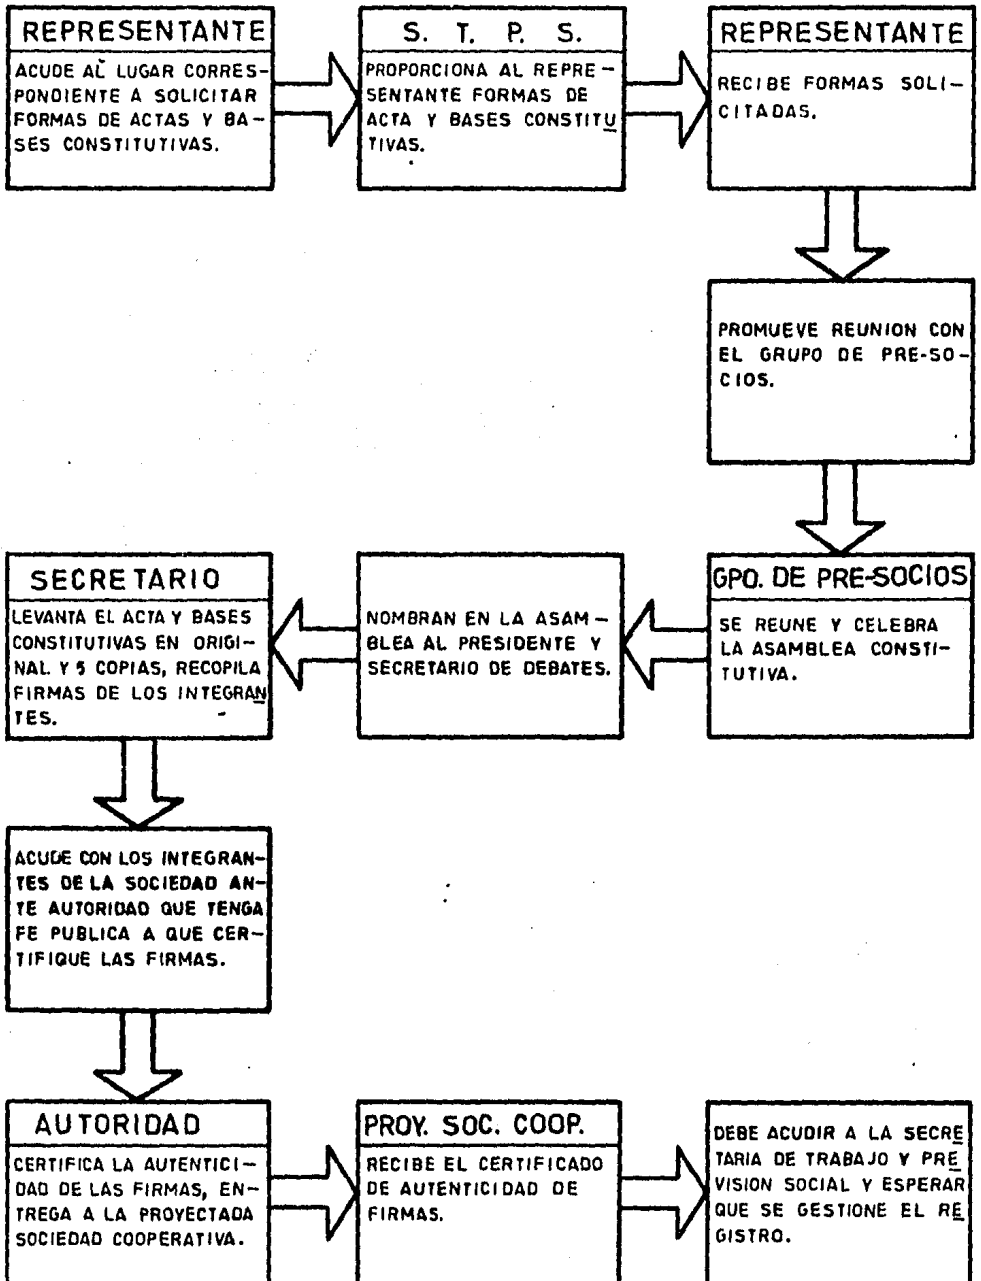 REPRESENTANTE
ACUDE AL LUGAR CORRES-
PONDIENTE A SOLICITAR
FORMAS DE ACTAS Y BA-
SES CONSTITUTIVAS.
S. T. P. S.
PROPORCIONA AL REPRE-
SENTANTE FORMAS DE
ACTA Y BASES CONSTITU
TIVAS.
REPRESENTANTE
RECIBE FORMAS SOLI-
CITADAS.
PROMUEVE REUNION CON
EL GRUPO DE PRE-SO-
CIOS.
GPO. DE PRE-SOCIOS
SE REUNE Y CELEBRA
LA ASAMBLEA CONSTI-
TUTIVA.
NOMBRAN EN LA ASAM-
BLEA AL PRESIDENTE Y
SECRETARIO DE DEBATES.
SECRETARIO
LEVANTA EL ACTA Y BASES
CONSTITUTIVAS EN ORIGI-
NAL Y 5 COPIAS, RECOPILA
FIRMAS DE LOS INTEGRAN
TES.
ACUDE CON LOS INTEGRAN-
TES DE LA SOCIEDAD AN-
TE AUTORIDAD QUE TENGA
FE PUBLICA A QUE CER-
TIFIQUE LAS FIRMAS.
AUTORIDAD
CERTIFICA LA AUTENTICI-
DAD DE LAS FIRMAS, EN-
TREGA A LA PROYECTADA
SOCIEDAD COOPERATIVA.
PROY. SOC. COOP.
RECIBE EL CERTIFICADO
DE AUTENTICIDAD DE
FIRMAS.
DEBE ACUDIR A LA SECRE
TARIA DE TRABAJO Y PRE
VISION SOCIAL Y ESPERAR
QUE SE GESTIONE EL RE
GISTRO.